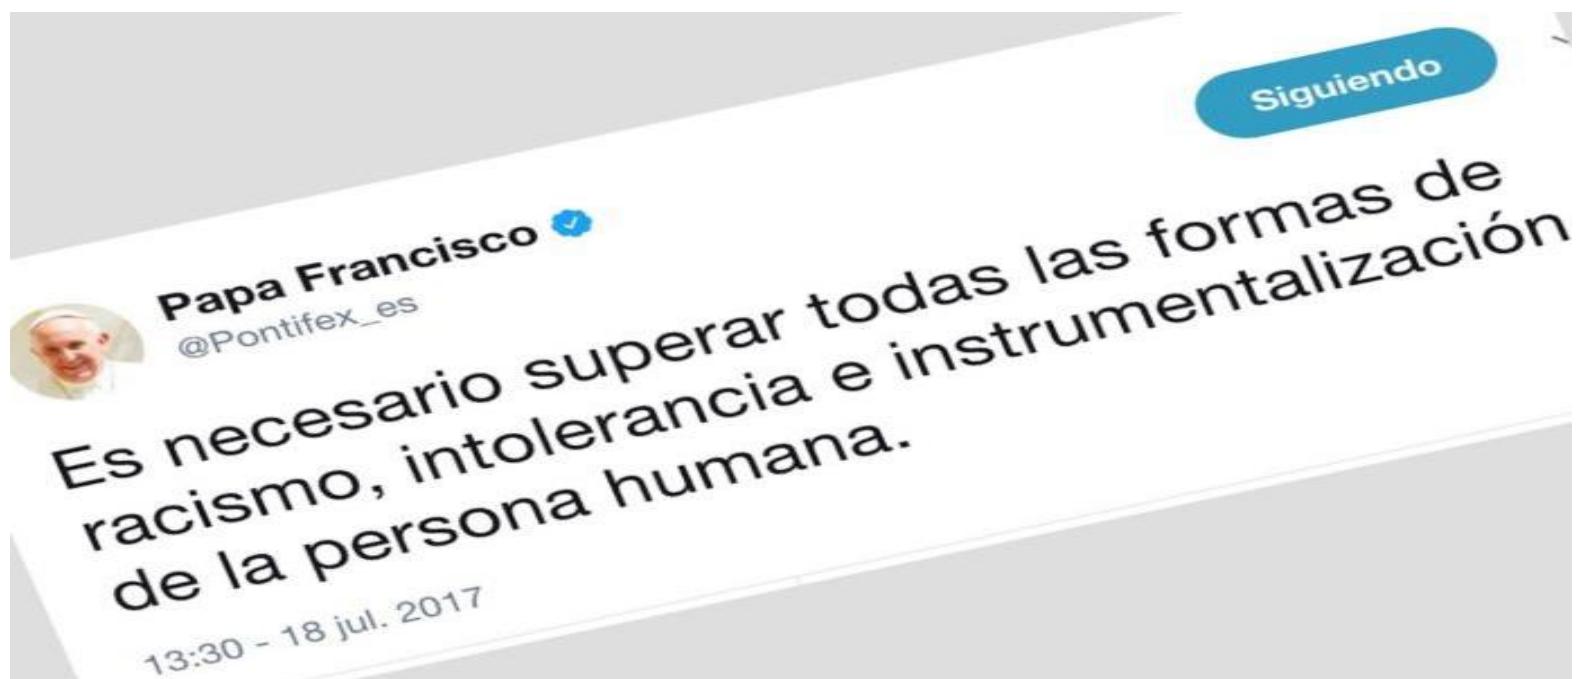 Siguiendo
Papa Francisco
@Pontifex_es
Es necesario superar todas las formas de
racismo, intolerancia e instrumentalización
de la persona humana.
13:30 - 18 jul. 2017